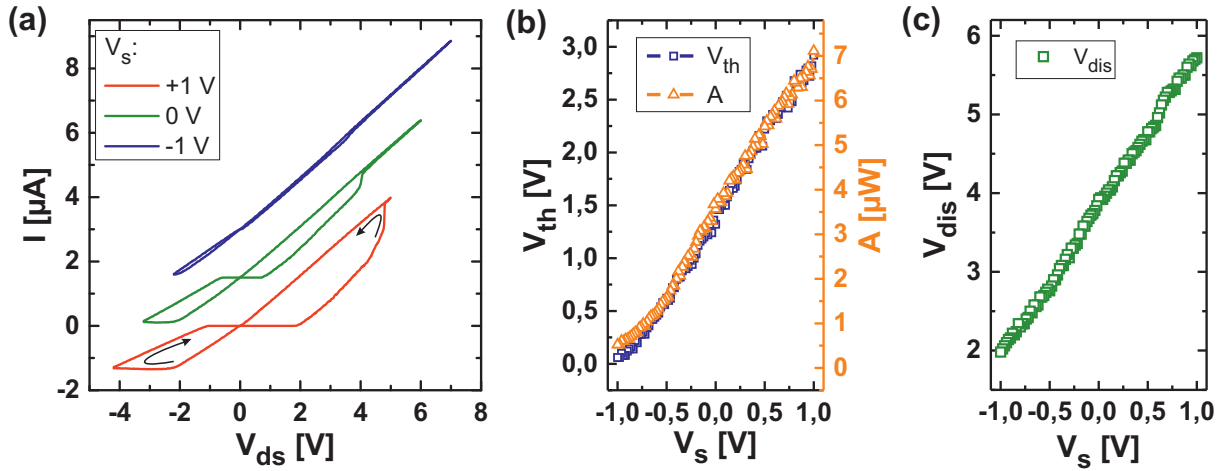 (a)
V_s:
+1 V
0 V
-1 V
I [µA]
8
6
4
2
0
-2
-4 -2 0 2 4 6 8
V_ds [V]
(b)
V_th
A
V_th [V]
3,0
2,5
2,0
1,5
1,0
0,5
0,0
7
6
5
4
3
2
1
0
A [µW]
-1,0 -0,5 0,0 0,5 1,0
V_s [V]
(c)
V_dis
V_dis [V]
6
5
4
3
2
-1,0 -0,5 0,0 0,5 1,0
V_s [V]